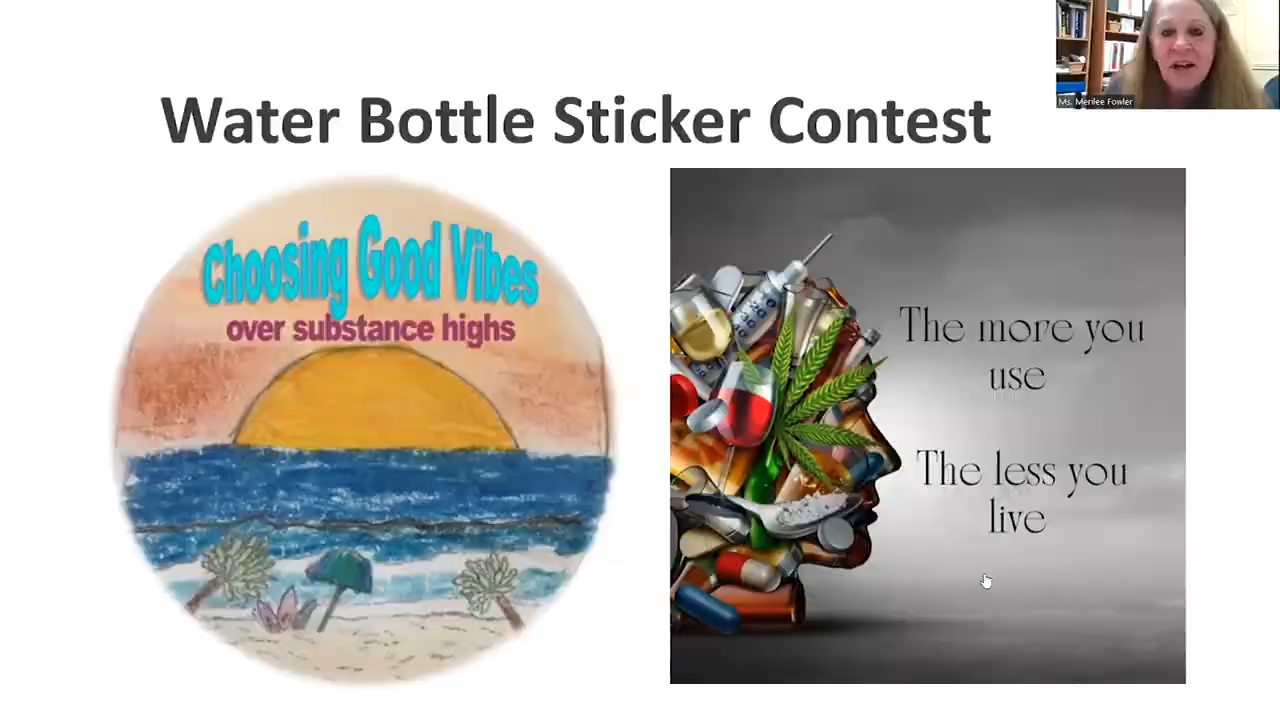 Ms. Merilee Fowler
Water Bottle Sticker Contest
Choosing Good Vibes
over substance highs
The more you
use
The less you
live